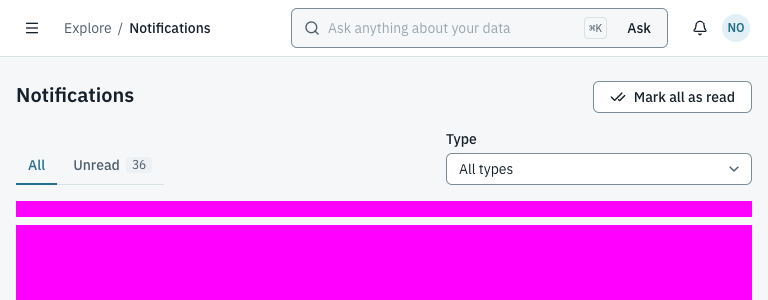 Explore / Notifications
Ask anything about your data
⌘K
Ask
NO
Notifications
Mark all as read
Type
All
Unread 36
All types